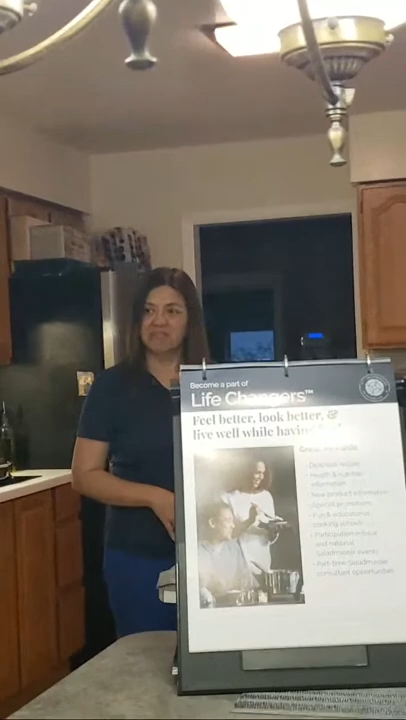 Become a part of
Life Changers™
Feel better, look better, &
live well while having
· Delicious recipes
· Health & nutrition
information
· New product information
· Special promotions
· Fun & educational
cooking schools
· Participation in local
and national
Saladmaster events
· Part-time Saladmaster
consultant opportunities